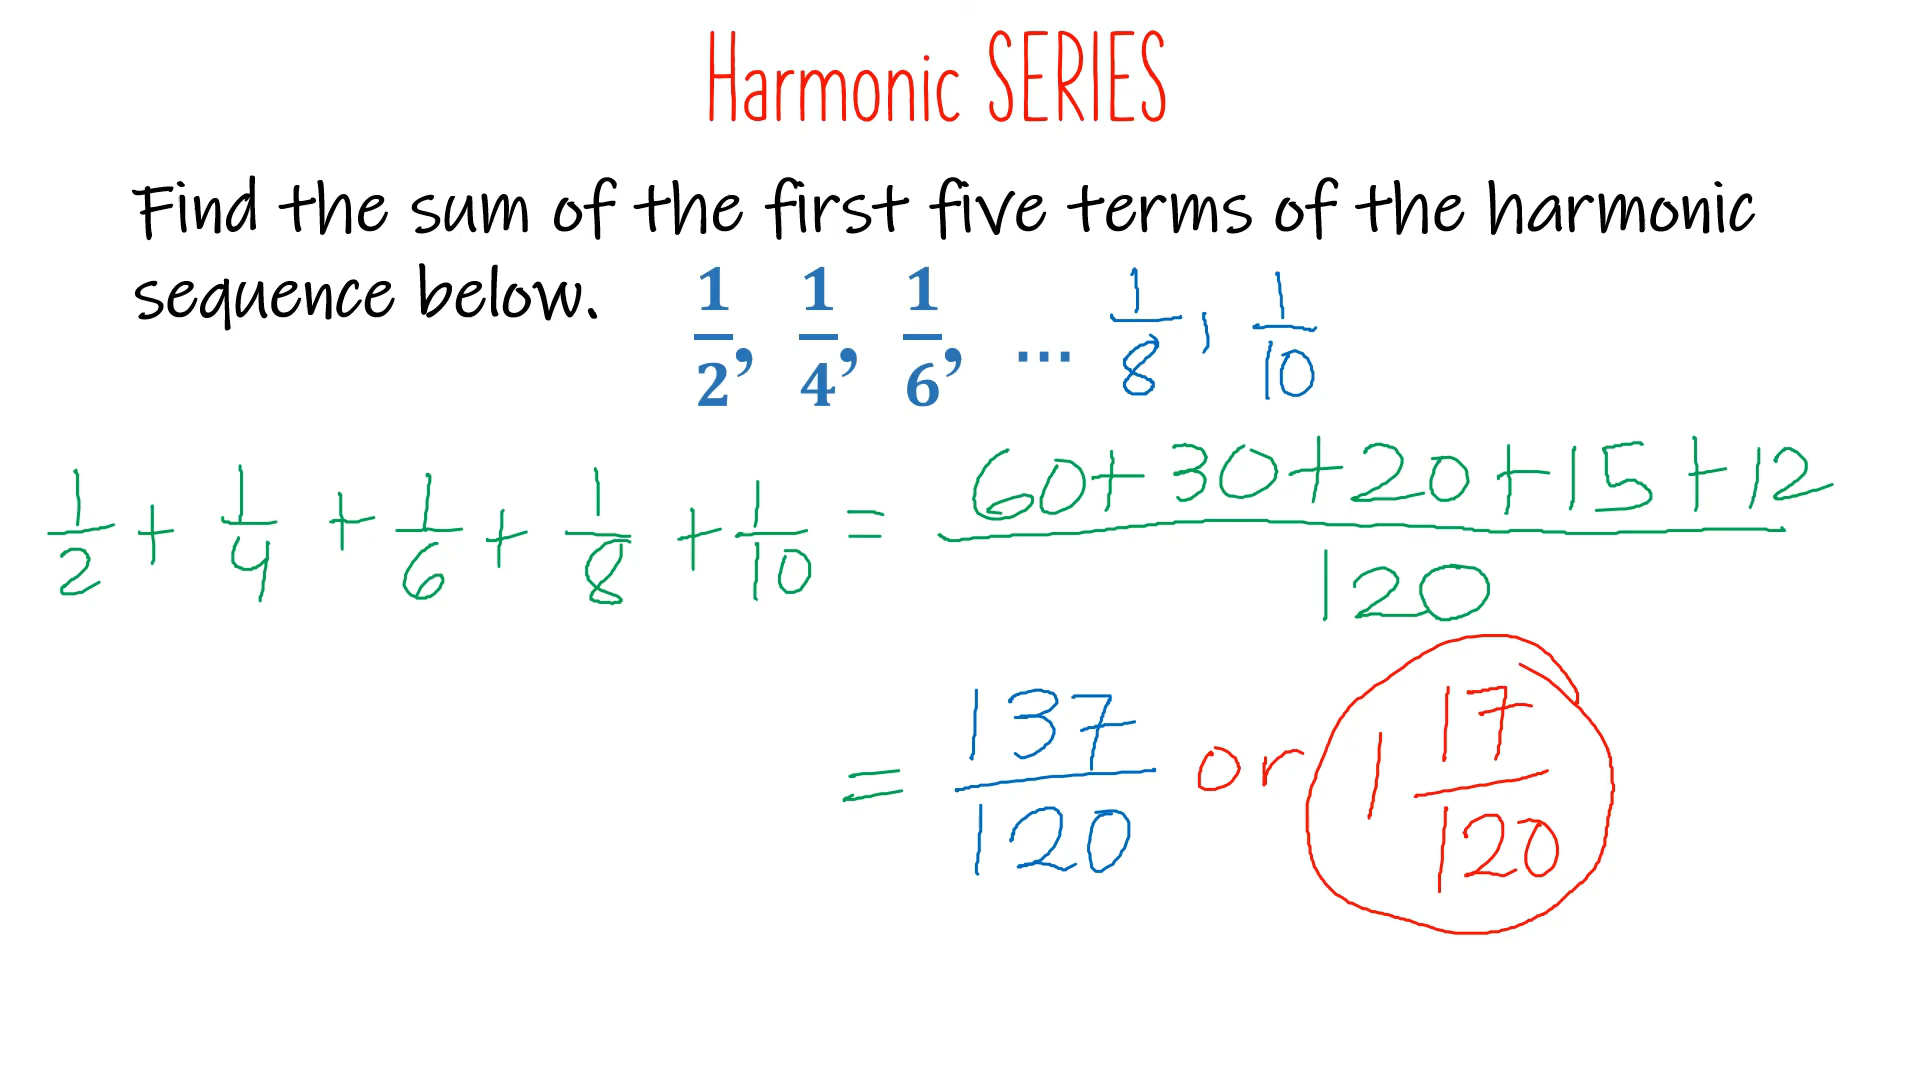 Harmonic SERIES
Find the sum of the first five terms of the harmonic
sequence below. 1/2, 1/4, 1/6, ... 1/8, 1/10
1/2 + 1/4 + 1/6 + 1/8 + 1/10 = 60+30+20+15+12/120
= 137/120 or 1 17/120